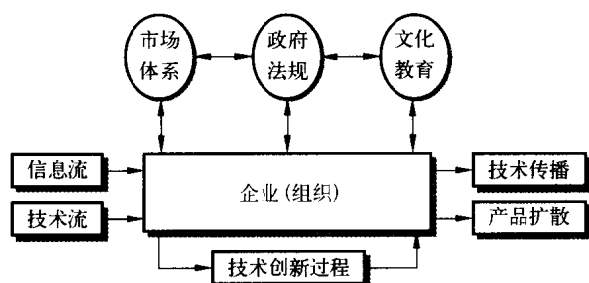 市场
体系
政府
法规
文化
教育
信息流
企业(组织)
技术传播
技术流
产品扩散
技术创新过程